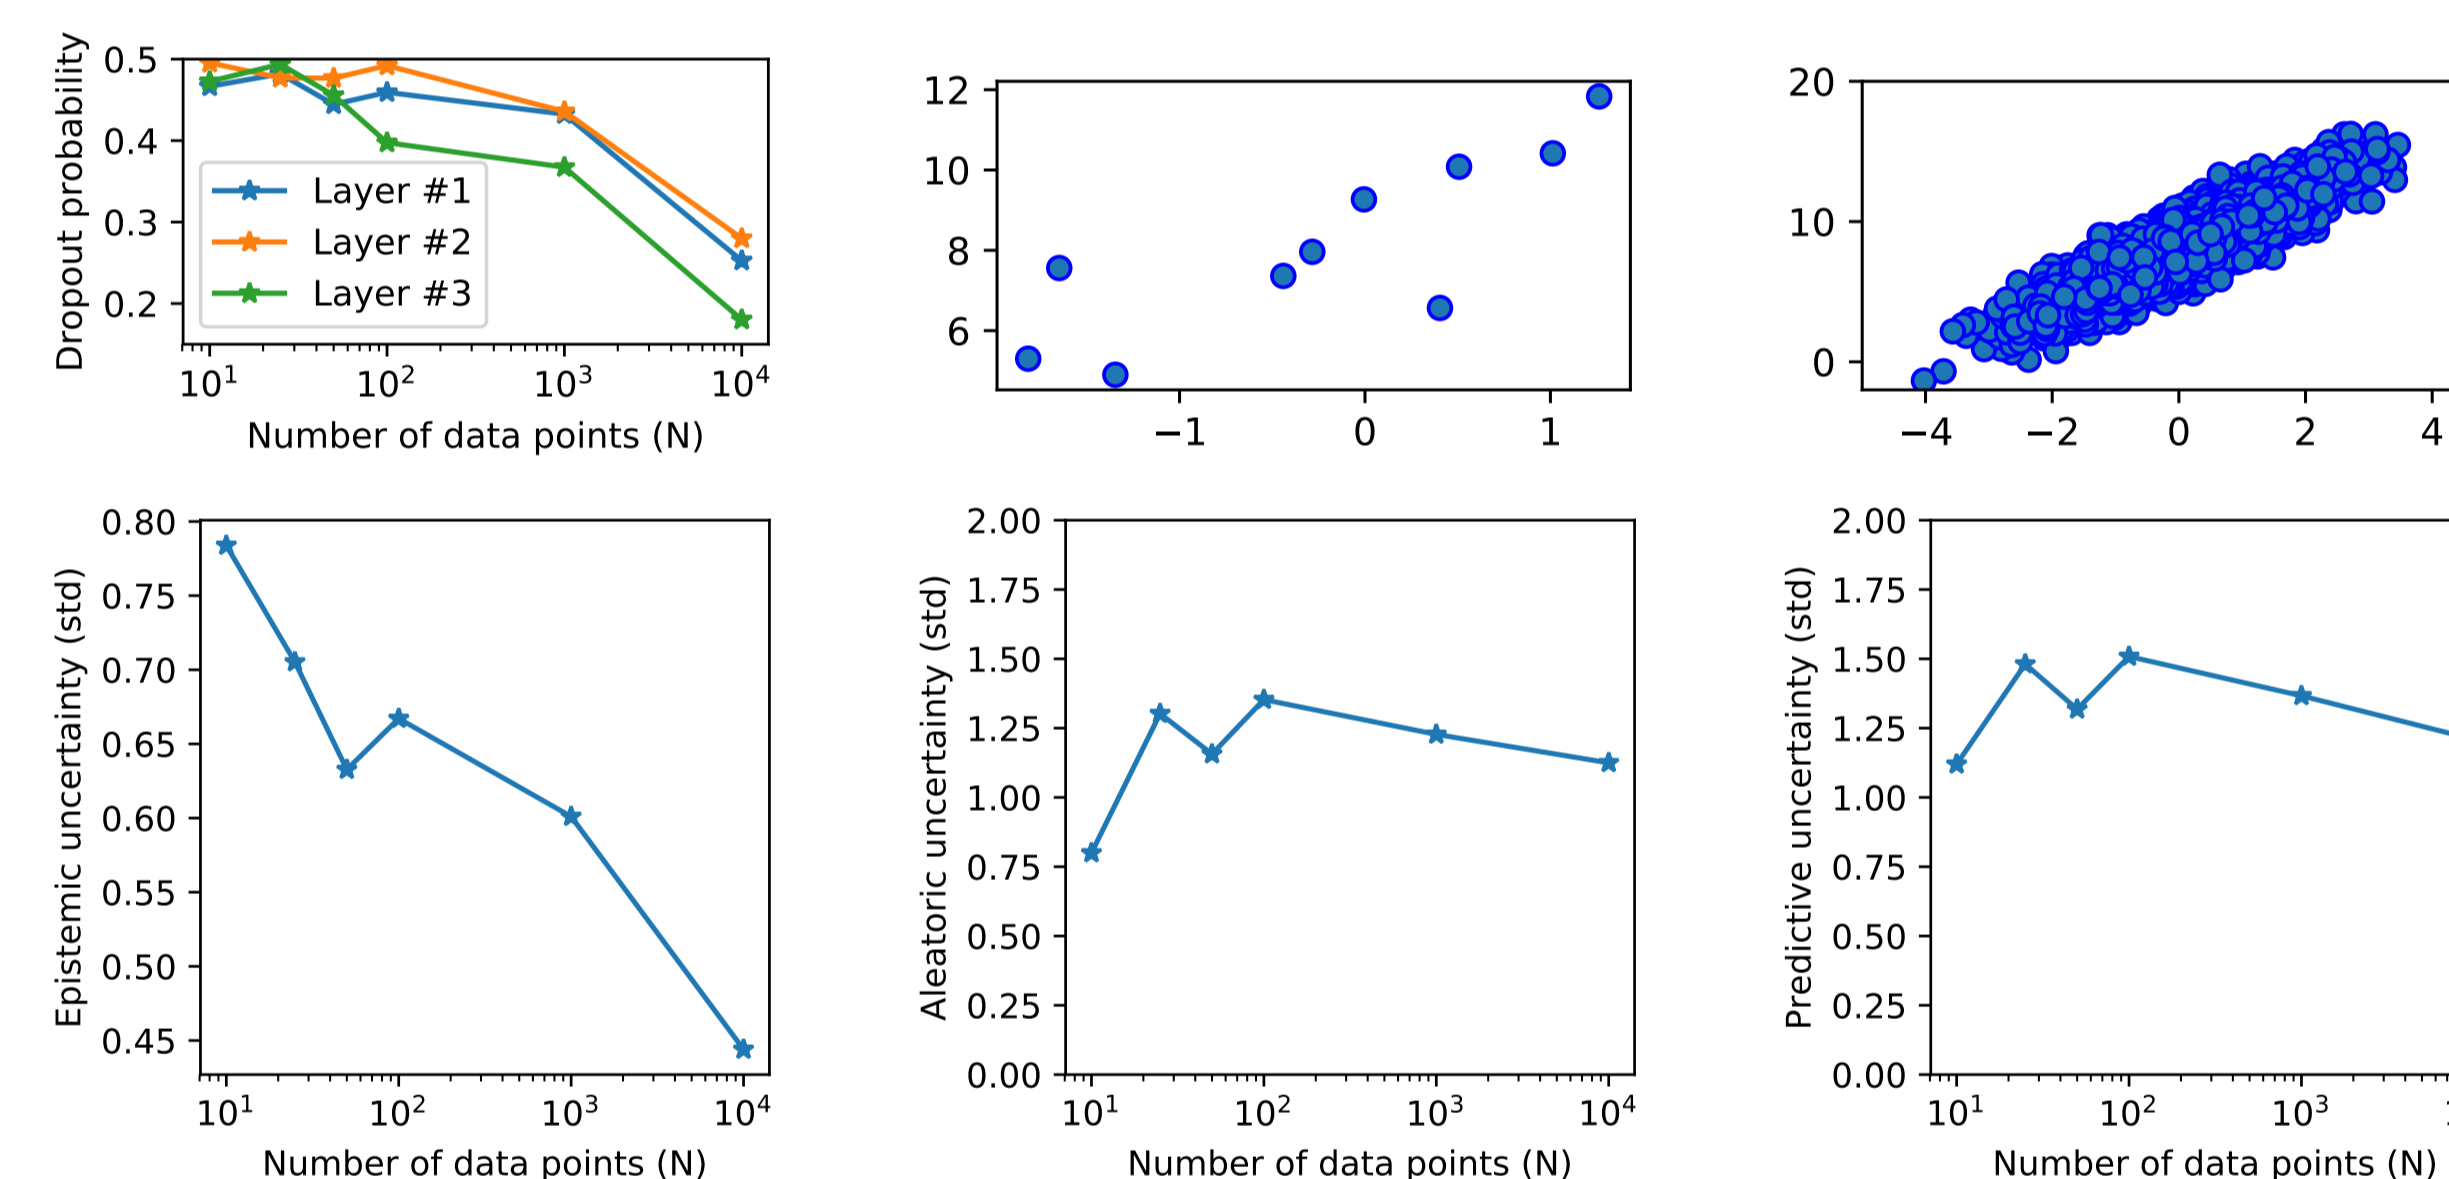 Dropout probability
0.5
0.4
0.3
0.2
Layer #1
Layer #2
Layer #3
10¹ 10² 10³ 10⁴
Number of data points (N)
12
10
8
6
−1 0 1
20
10
0
−4 −2 0 2 4
Epistemic uncertainty (std)
0.80
0.75
0.70
0.65
0.60
0.55
0.50
0.45
10¹ 10² 10³ 10⁴
Number of data points (N)
Aleatoric uncertainty (std)
2.00
1.75
1.50
1.25
1.00
0.75
0.50
0.25
0.00
10¹ 10² 10³ 10⁴
Number of data points (N)
Predictive uncertainty (std)
2.00
1.75
1.50
1.25
1.00
0.75
0.50
0.25
0.00
10¹ 10² 10³
Number of data points (N)